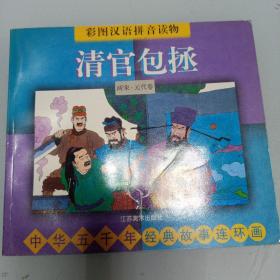 彩图汉语拼音读物
清官包拯
两宋·元代卷
江苏美术出版社
中华五千年经典故事连环画